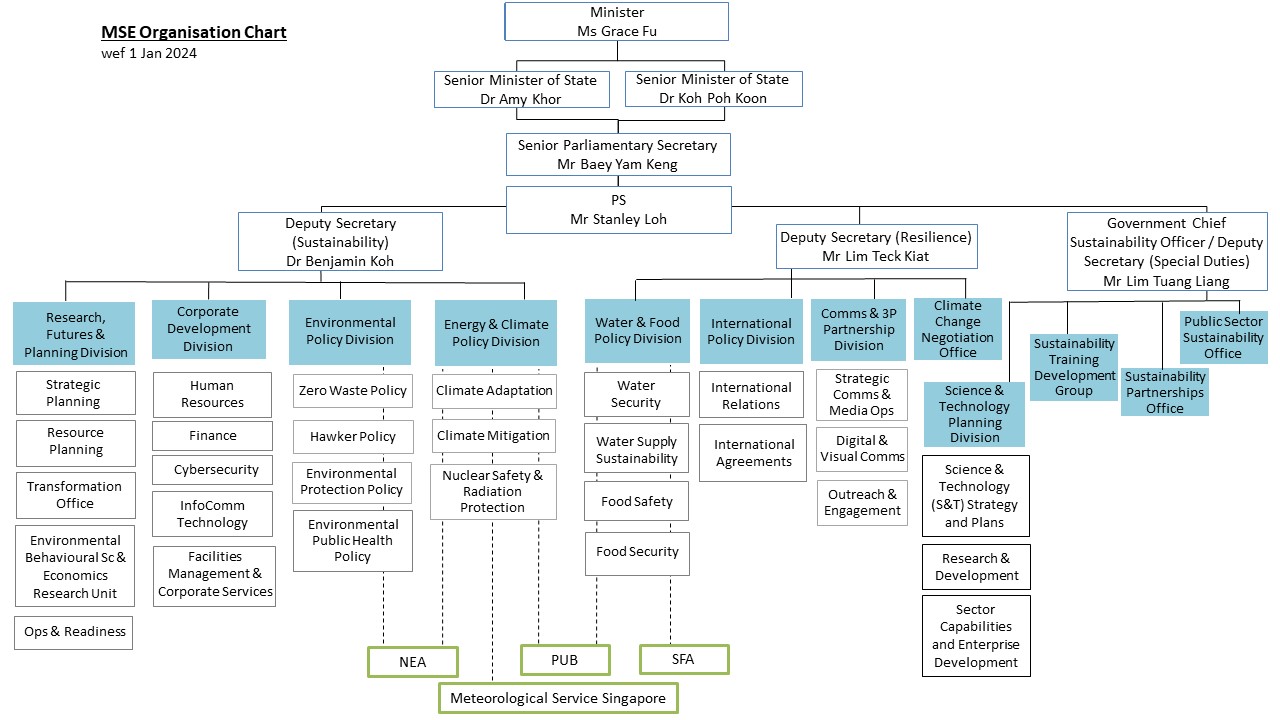 MSE Organisation Chart
wef 1 Jan 2024
Minister
Ms Grace Fu
Senior Minister of State
Dr Amy Khor
Senior Minister of State
Dr Koh Poh Koon
Senior Parliamentary Secretary
Mr Baey Yam Keng
PS
Mr Stanley Loh
Deputy Secretary
(Sustainability)
Dr Benjamin Koh
Deputy Secretary (Resilience)
Mr Lim Teck Kiat
Government Chief
Sustainability Officer / Deputy
Secretary (Special Duties)
Mr Lim Tuang Liang
Research,
Futures &
Planning Division
Strategic
Planning
Resource
Planning
Transformation
Office
Environmental
Behavioural Sc &
Economics
Research Unit
Ops & Readiness
Corporate
Development
Division
Human
Resources
Finance
Cybersecurity
InfoComm
Technology
Facilities
Management &
Corporate Services
Environmental
Policy Division
Zero Waste Policy
Hawker Policy
Environmental
Protection Policy
Environmental
Public Health
Policy
Energy & Climate
Policy Division
Climate Adaptation
Climate Mitigation
Nuclear Safety &
Radiation
Protection
Water & Food
Policy Division
Water
Security
Water Supply
Sustainability
Food Safety
Food Security
International
Policy Division
International
Relations
International
Agreements
Comms & 3P
Partnership
Division
Strategic
Comms &
Media Ops
Digital &
Visual Comms
Outreach &
Engagement
Climate
Change
Negotiation
Office
Science &
Technology
Planning
Division
Science &
Technology
(S&T) Strategy
and Plans
Research &
Development
Sector
Capabilities
and Enterprise
Development
Sustainability
Training
Development
Group
Sustainability
Partnerships
Office
Public Sector
Sustainability
Office
NEA
PUB
SFA
Meteorological Service Singapore